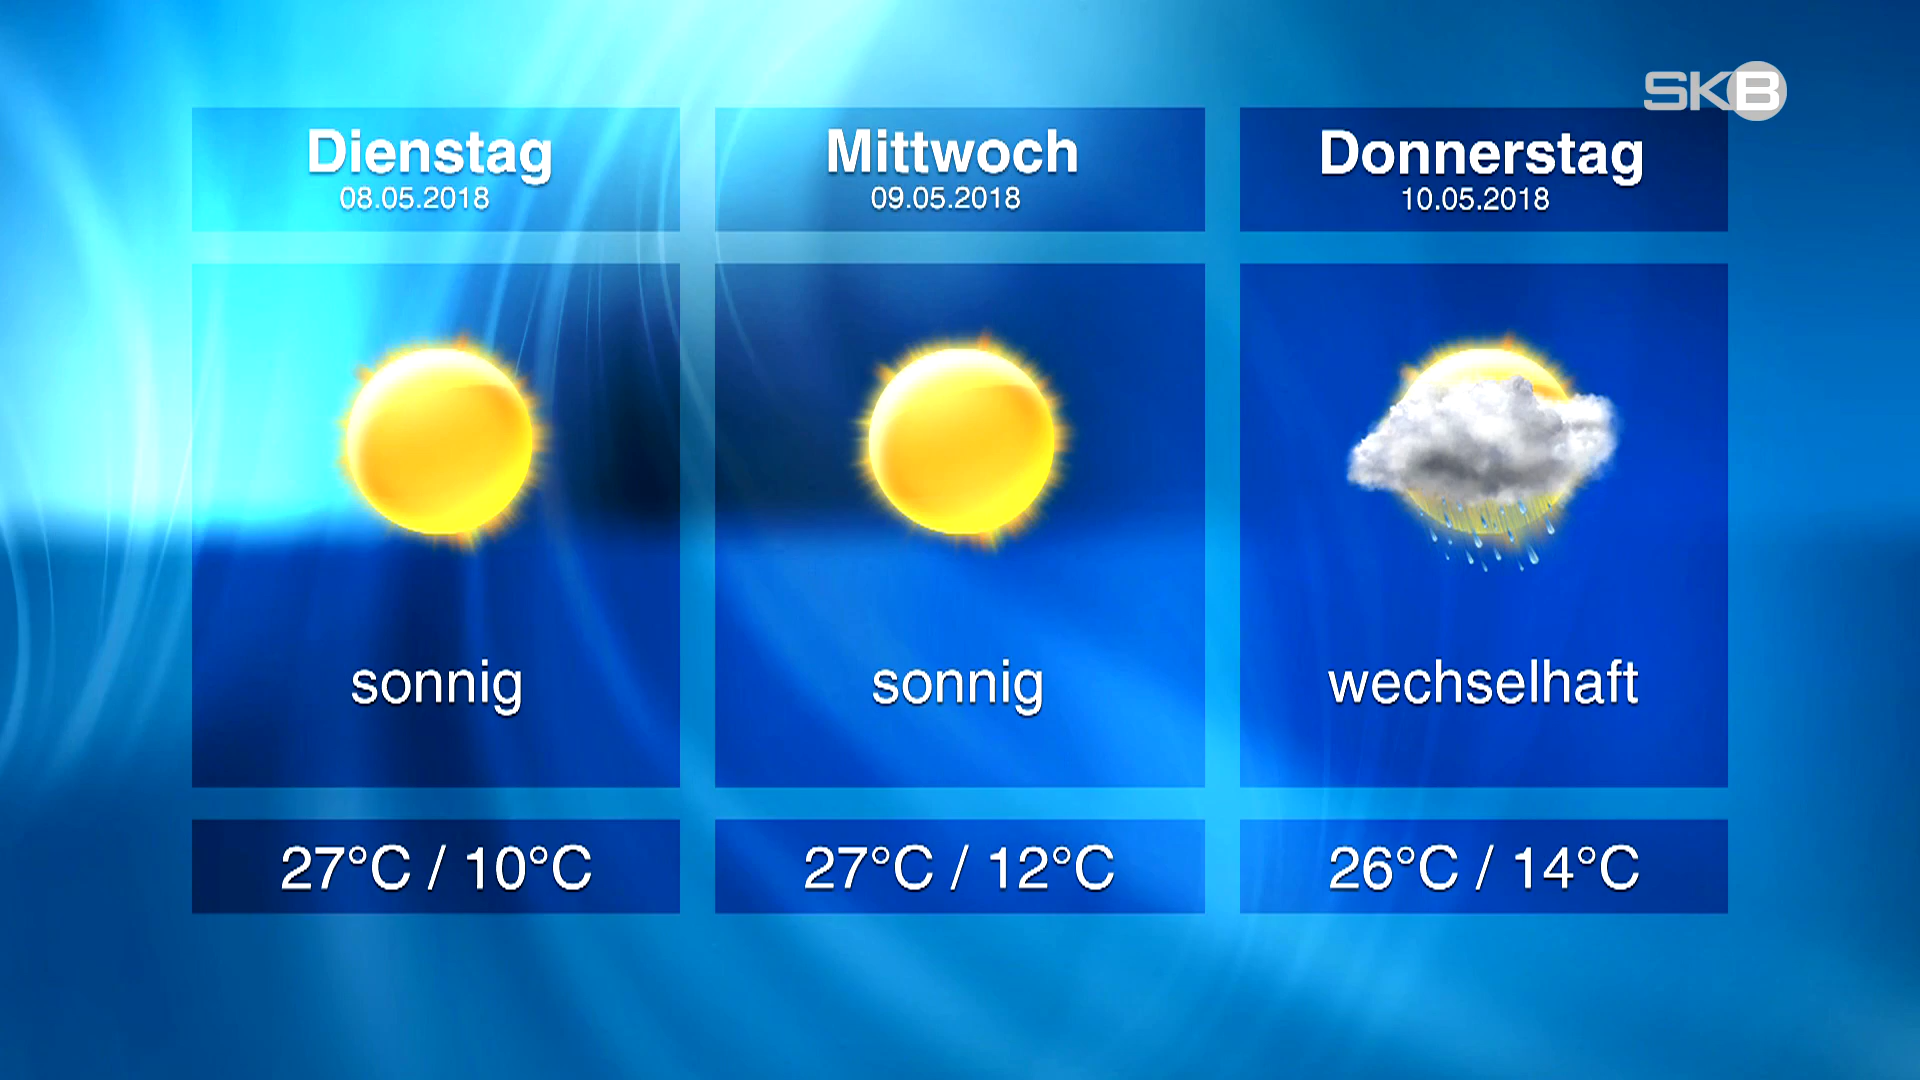 SKB
Dienstag
08.05.2018
Mittwoch
09.05.2018
Donnerstag
10.05.2018
sonnig
sonnig
wechselhaft
27°C / 10°C
27°C / 12°C
26°C / 14°C